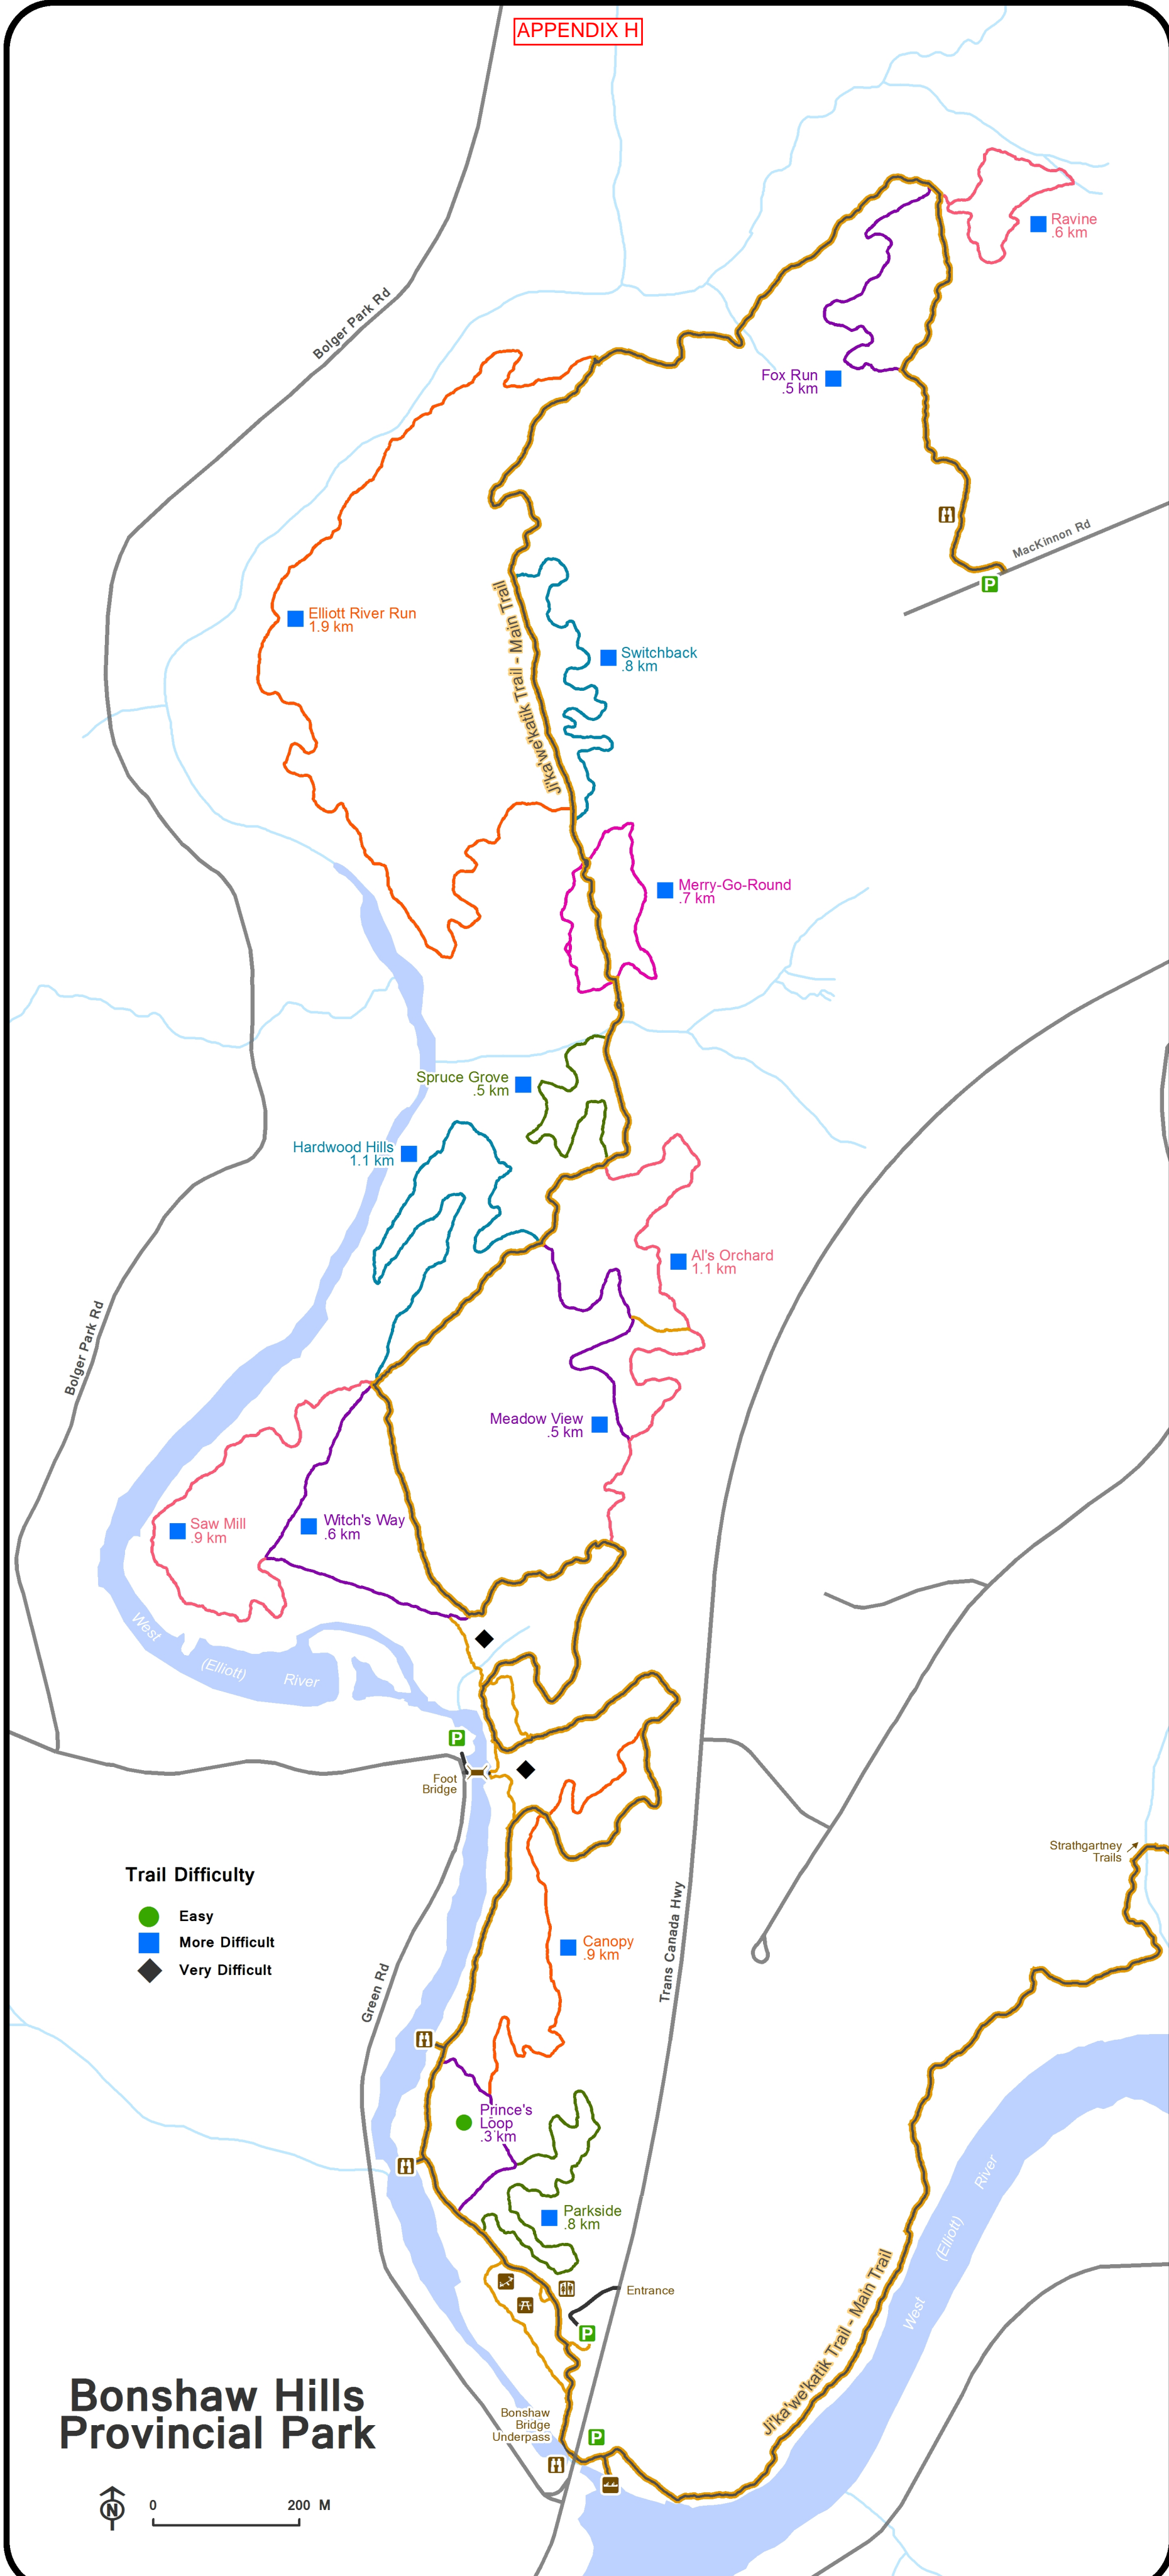 APPENDIX H
Ravine
.6 km
Bolger Park Rd
Fox Run
.5 km
MacKinnon Rd
P
Elliott River Run
1.9 km
Ji'ka'we'katik Trail - Main Trail
Switchback
.8 km
Merry-Go-Round
.7 km
Spruce Grove
.5 km
Hardwood Hills
1.1 km
Al's Orchard
1.1 km
Bolger Park Rd
Meadow View
.5 km
Saw Mill
.9 km
Witch's Way
.6 km
West
(Elliott)
River
P
Foot
Bridge
Strathgartney
Trails
Trail Difficulty
Easy
More Difficult
Very Difficult
Canopy
.9 km
Trans Canada Hwy
Green Rd
Prince's
Loop
.3 km
Parkside
.8 km
River
(Elliott)
West
Entrance
P
Ji'ka'we'katik Trail - Main Trail
Bonshaw Hills
Provincial Park
Bonshaw
Bridge
Underpass
P
N
0 200 M